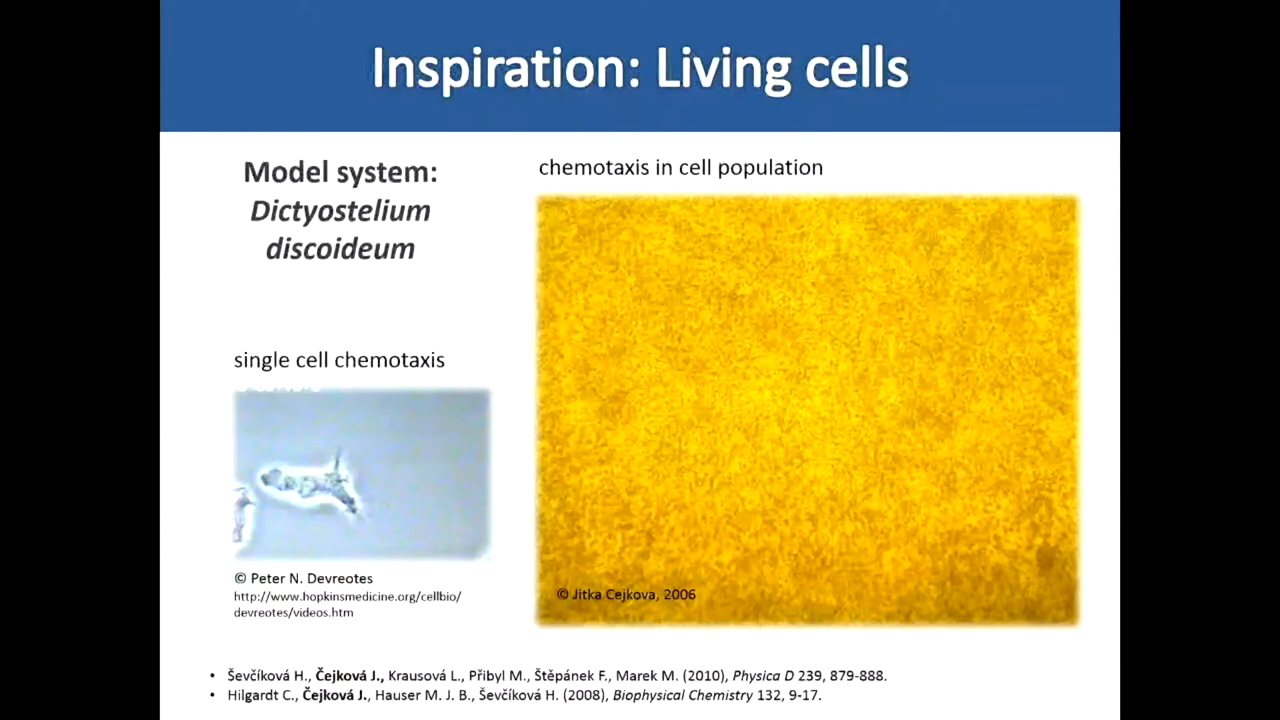 Inspiration: Living cells
Model system:
Dictyostelium
discoideum
chemotaxis in cell population
single cell chemotaxis
© Peter N. Devreotes
http://www.hopkinsmedicine.org/cellbio/
devreotes/videos.htm
© Jitka Cejkova, 2006
• Ševčíková H., Čejková J., Krausová L., Přibyl M., Štěpánek F., Marek M. (2010), Physica D 239, 879-888.
• Hilgardt C., Čejková J., Hauser M. J. B., Ševčíková H. (2008), Biophysical Chemistry 132, 9-17.